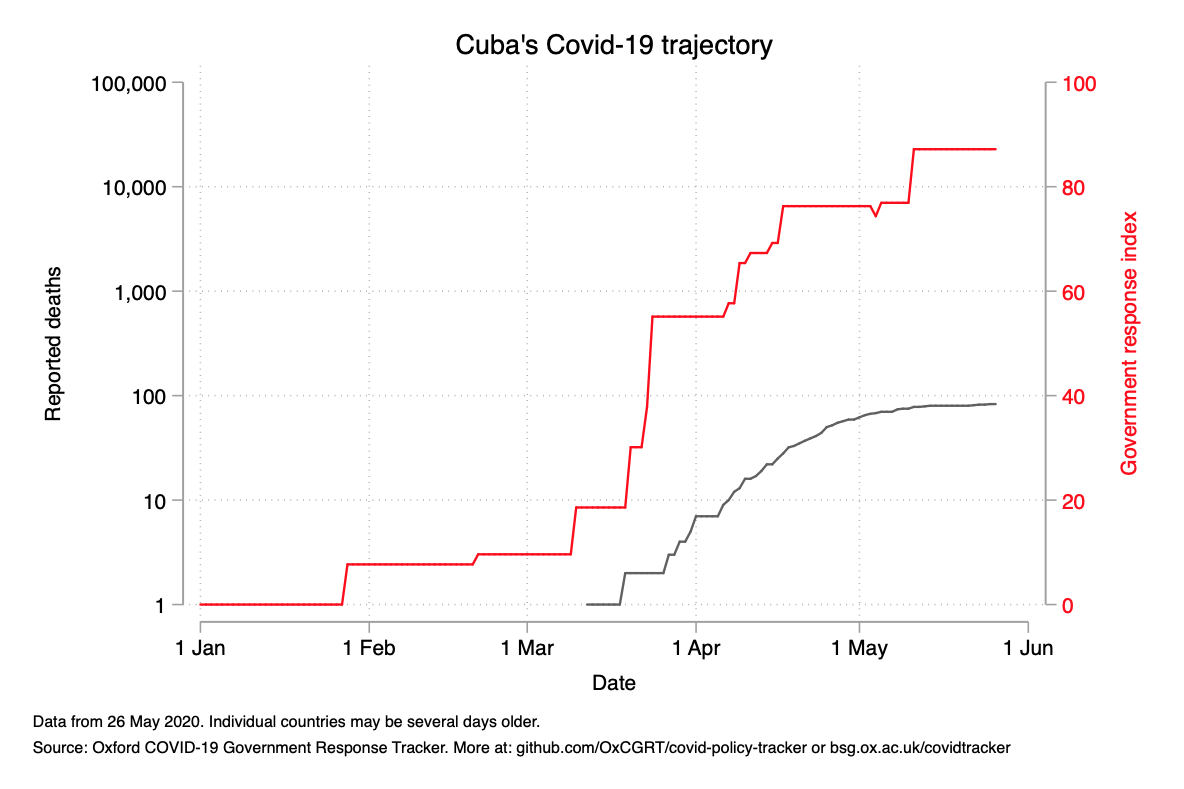 Cuba's Covid-19 trajectory
100,000
10,000
1,000
100
10
1
Reported deaths
100
80
60
40
20
0
Government response index
1 Jan
1 Feb
1 Mar
1 Apr
1 May
1 Jun
Date
Data from 26 May 2020. Individual countries may be several days older.
Source: Oxford COVID-19 Government Response Tracker. More at: github.com/OxCGRT/covid-policy-tracker or bsg.ox.ac.uk/covidtracker